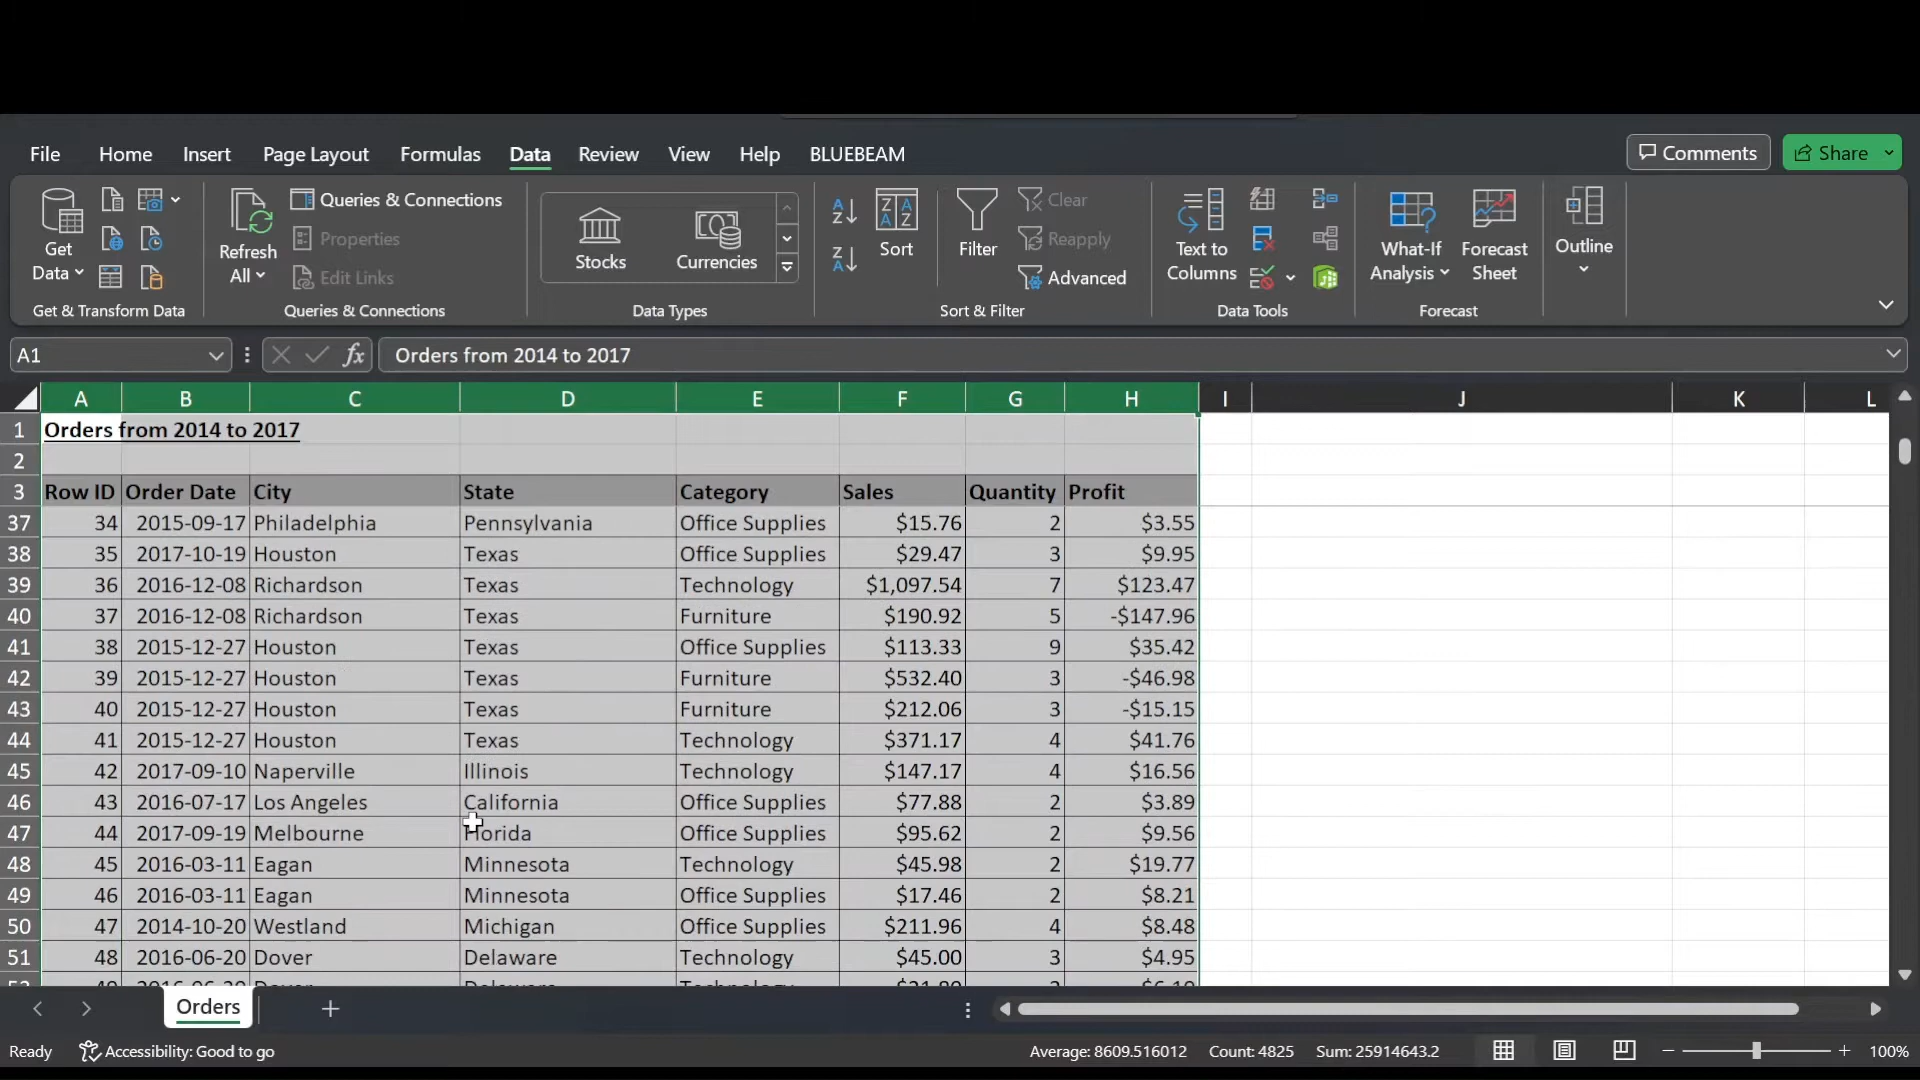 File Home Insert Page Layout Formulas Data Review View Help BLUEBEAM Comments Share
Get Data
Refresh All
Queries & Connections
Properties
Edit Links
Stocks
Currencies
Sort
Filter
Clear
Reapply
Advanced
Text to Columns
What-If Analysis
Forecast Sheet
Outline
Get & Transform Data Queries & Connections Data Types Sort & Filter Data Tools Forecast
A1 fx Orders from 2014 to 2017
A B C D E F G H I J K L
1 Orders from 2014 to 2017
2
3 Row ID Order Date City State Category Sales Quantity Profit
37 34 2015-09-17 Philadelphia Pennsylvania Office Supplies $15.76 2 $3.55
38 35 2017-10-19 Houston Texas Office Supplies $29.47 3 $9.95
39 36 2016-12-08 Richardson Texas Technology $1,097.54 7 $123.47
40 37 2016-12-08 Richardson Texas Furniture $190.92 5 -$147.96
41 38 2015-12-27 Houston Texas Office Supplies $113.33 9 $35.42
42 39 2015-12-27 Houston Texas Furniture $532.40 3 -$46.98
43 40 2015-12-27 Houston Texas Furniture $212.06 3 -$15.15
44 41 2015-12-27 Houston Texas Technology $371.17 4 $41.76
45 42 2017-09-10 Naperville Illinois Technology $147.17 4 $16.56
46 43 2016-07-17 Los Angeles California Office Supplies $77.88 2 $3.89
47 44 2017-09-19 Melbourne Florida Office Supplies $95.62 2 $9.56
48 45 2016-03-11 Eagan Minnesota Technology $45.98 2 $19.77
49 46 2016-03-11 Eagan Minnesota Office Supplies $17.46 2 $8.21
50 47 2014-10-20 Westland Michigan Office Supplies $211.96 4 $8.48
51 48 2016-06-20 Dover Delaware Technology $45.00 3 $4.95
Orders
Ready Accessibility: Good to go Average: 8609.516012 Count: 4825 Sum: 25914643.2 100%